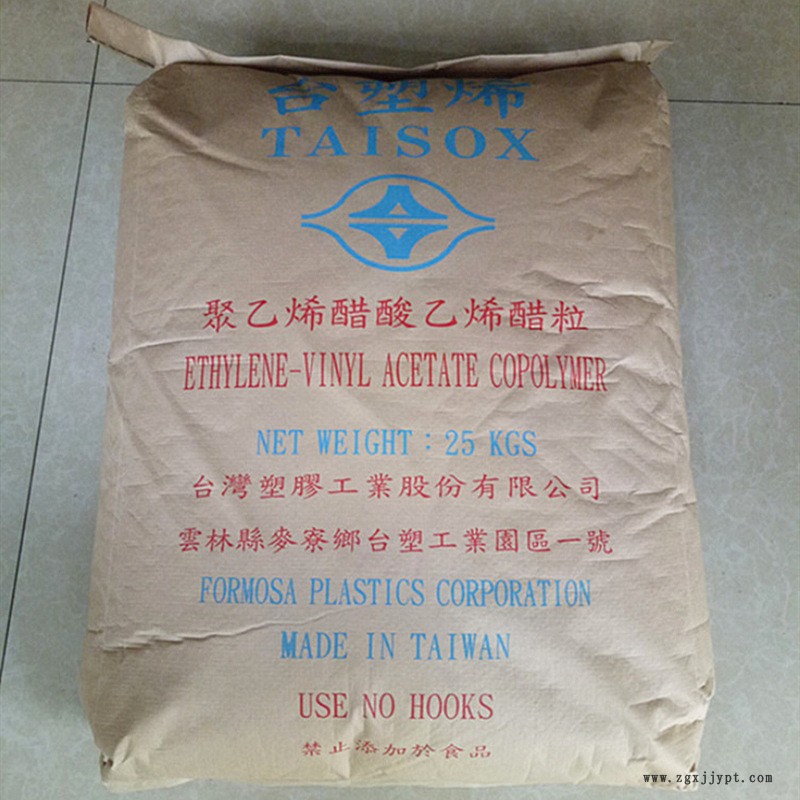 台塑烯
TAISOX
聚乙烯醋酸乙烯醋粒
ETHYLENE-VINYL ACETATE COPOLYMER
NET WEIGHT：25 KGS
台灣塑膠工業股份有限公司
雲林縣麥寮鄉台塑工業園區一號
FORMOSA PLASTICS CORPORATION
MADE IN TAIWAN
USE NO HOOKS
禁止添加於食品
www.zgxjjypt.com